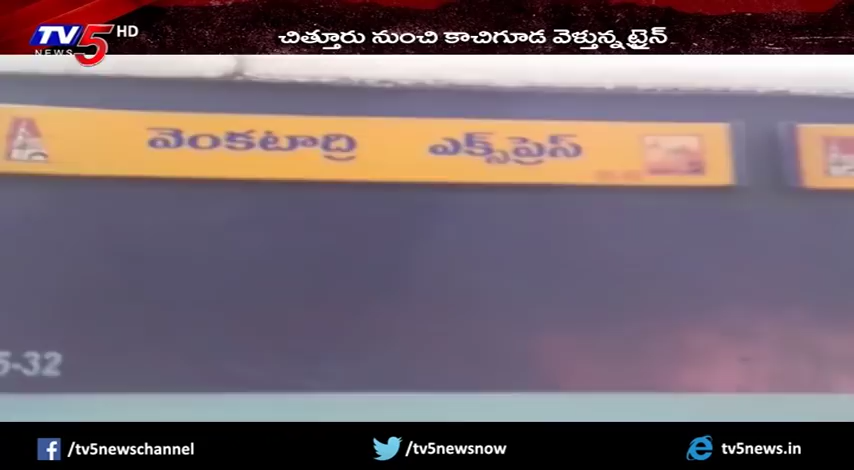 TV5 HD
NEWS
చిత్తూరు నుంచి కాచిగూడ వెళ్తున్న ట్రైన్
వెంకటాద్రి ఎక్స్‌ప్రెస్
5-32
/tv5newschannel
/tv5newsnow
tv5news.in